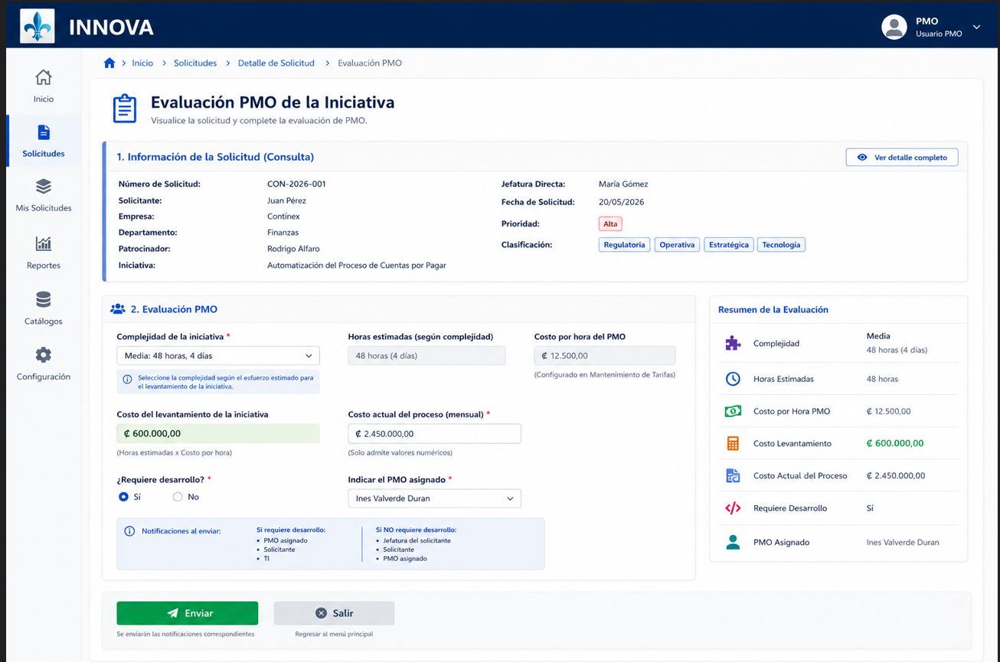 INNOVA
PMO
Usuario PMO
Inicio
Solicitudes
Mis Solicitudes
Reportes
Catálogos
Configuración
> Inicio > Solicitudes > Detalle de Solicitud > Evaluación PMO
Evaluación PMO de la Iniciativa
Visualice la solicitud y complete la evaluación de PMO.
1. Información de la Solicitud (Consulta)
Ver detalle completo
Número de Solicitud: CON-2026-001
Solicitante: Juan Pérez
Empresa: Contínex
Departamento: Finanzas
Patrocinador: Rodrigo Alfaro
Iniciativa: Automatización del Proceso de Cuentas por Pagar
Jefatura Directa: María Gómez
Fecha de Solicitud: 20/05/2026
Prioridad: Alta
Clasificación: Regulatoria Operativa Estratégica Tecnología
2. Evaluación PMO
Complejidad de la iniciativa *
Media: 48 horas, 4 días
Seleccione la complejidad según el esfuerzo estimado para
el levantamiento de la iniciativa.
Horas estimadas (según complejidad)
48 horas (4 días)
Costo por hora del PMO
₡ 12.500,00
(Configurado en Mantenimiento de Tarifas)
Costo del levantamiento de la iniciativa
₡ 600.000,00
(Horas estimadas x Costo por hora)
Costo actual del proceso (mensual) *
₡ 2.450.000,00
(Solo admite valores numéricos)
¿Requiere desarrollo? *
Sí No
Indicar el PMO asignado *
Ines Valverde Duran
Notificaciones al enviar:
Si requiere desarrollo:
• PMO asignado
• Solicitante
• TI
Si NO requiere desarrollo:
• Jefatura del solicitante
• Solicitante
• PMO asignado
Resumen de la Evaluación
Complejidad Media
48 horas (4 días)
Horas Estimadas 48 horas
Costo por Hora PMO ₡ 12.500,00
Costo Levantamiento ₡ 600.000,00
Costo Actual del Proceso ₡ 2.450.000,00
Requiere Desarrollo Sí
PMO Asignado Ines Valverde Duran
Enviar
Se enviarán las notificaciones correspondientes
Salir
Regresar al menú principal